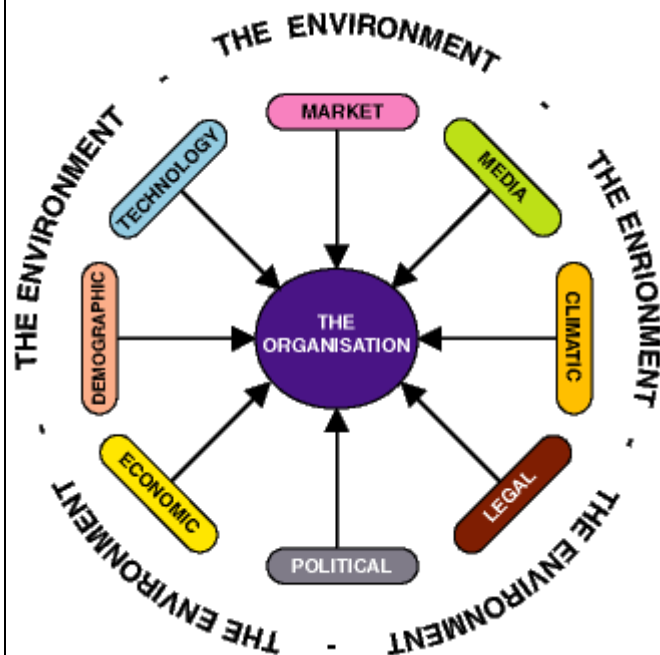 THE ENVIRONMENT
-
THE ENRIONMENT
-
THE ENVIRONMENT
-
THE ENVIRONMENT
-
THE ENVIRONMENT
-
MARKET
MEDIA
CLIMATIC
LEGAL
POLITICAL
ECONOMIC
DEMOGRAPHIC
TECHNOLOGY
THE
ORGANISATION